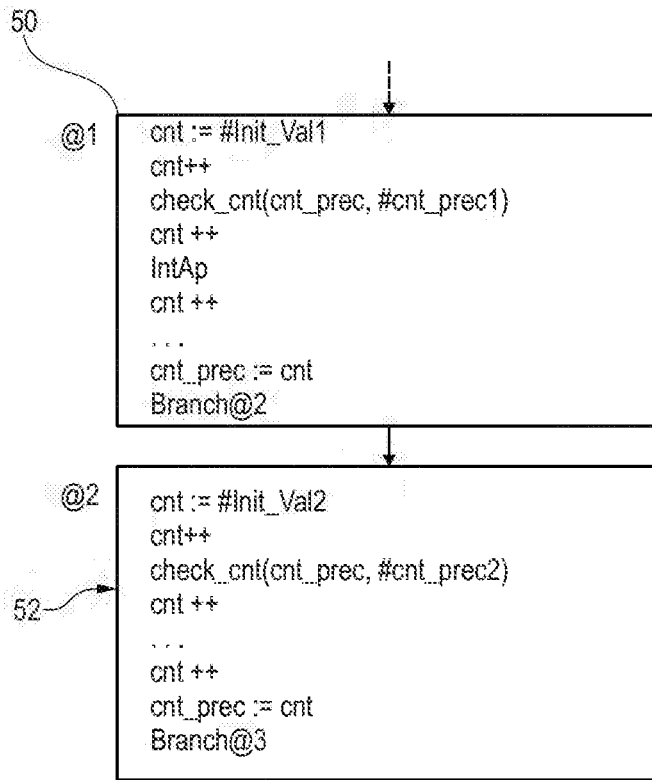 50
@1
cnt := #Init_Val1
cnt++
check_cnt(cnt_prec, #cnt_prec1)
cnt ++
IntAp
cnt ++
. . .
cnt_prec := cnt
Branch@2
@2
cnt := #Init_Val2
cnt++
check_cnt(cnt_prec, #cnt_prec2)
52
cnt ++
. . .
cnt ++
cnt_prec := cnt
Branch@3